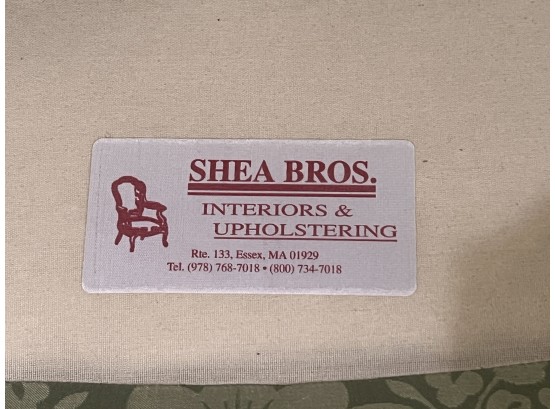 SHEA BROS.
INTERIORS &
UPHOLSTERING
Rte. 133, Essex, MA 01929
Tel. (978) 768-7018 • (800) 734-7018